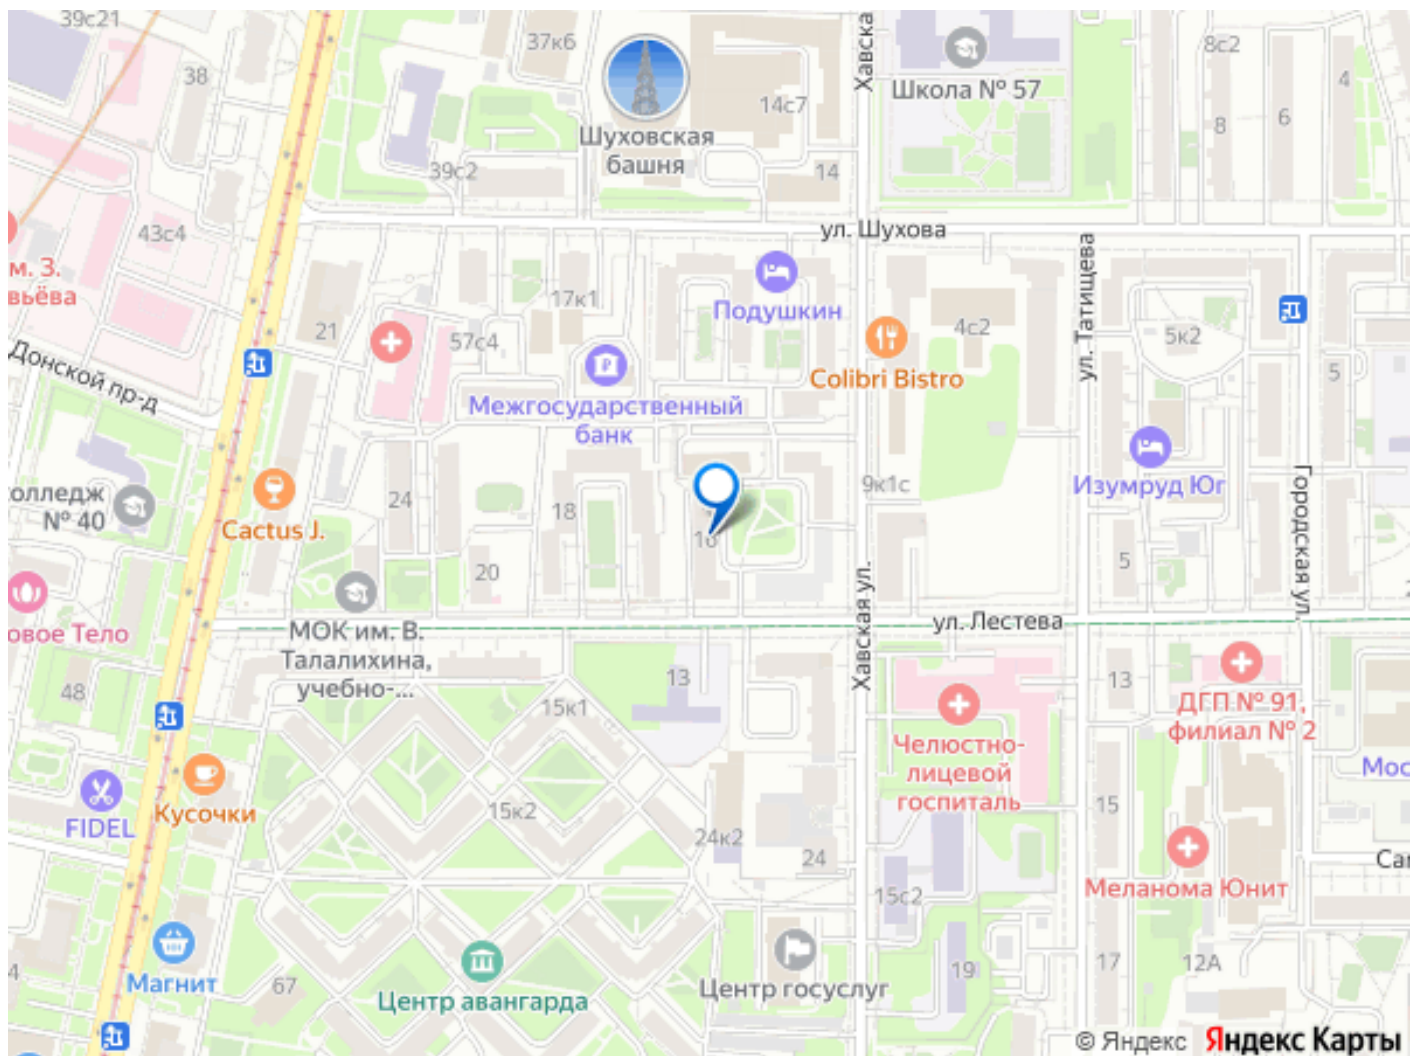 39с21
37к6
Хавска
8с2
38
4
Школа № 57
14с7
6
8
Шуховская
башня
39с2
14
43с4
ул. Шухова
м. З.
вьёва
ул. Татищева
17к1
Подушкин
21
57с4
4с2
5к2
Донской пр-д
Colibri Bistro
5
Межгосударственный
банк
олледж
№ 40
24
9к1с
Изумруд Юг
Городская ул.
18
Cactus J.
16
5
20
Хавская ул.
овое Тело
МОК им. В.
Талалихина,
учебно-...
ул. Лестева
48
13
13
15к1
ДГП № 91,
филиал № 2
Челюстно-
лицевой
госпиталь
Мос
FIDEL
Кусочки
15к2
15
24к2
24
Меланома Юнит
15с2
Магнит
67
Центр авангарда
Центр госуслуг
19
17
12А
4
© Яндекс Яндекс Карты